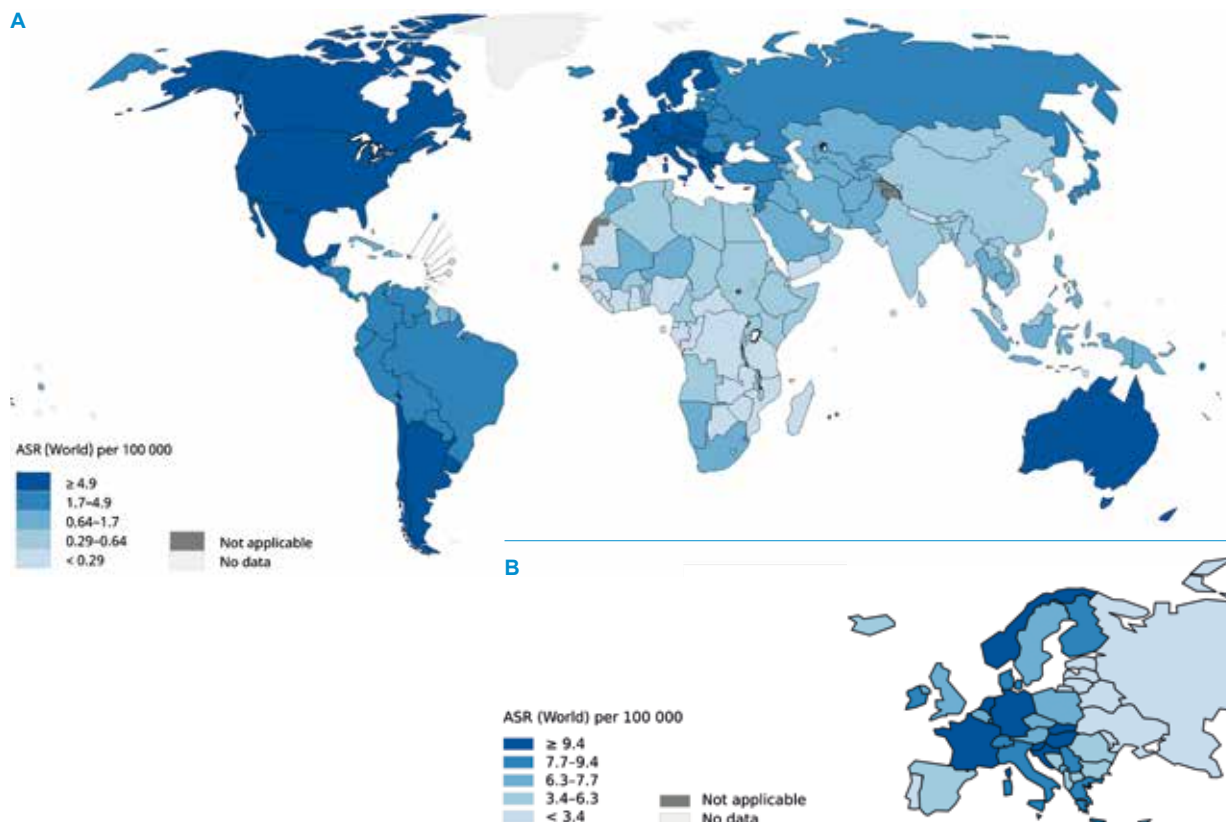 A
ASR (World) per 100 000
≥ 4.9
1.7–4.9
0.64–1.7
0.29–0.64
< 0.29
Not applicable
No data
B
ASR (World) per 100 000
≥ 9.4
7.7–9.4
6.3–7.7
3.4–6.3
< 3.4
Not applicable
No data